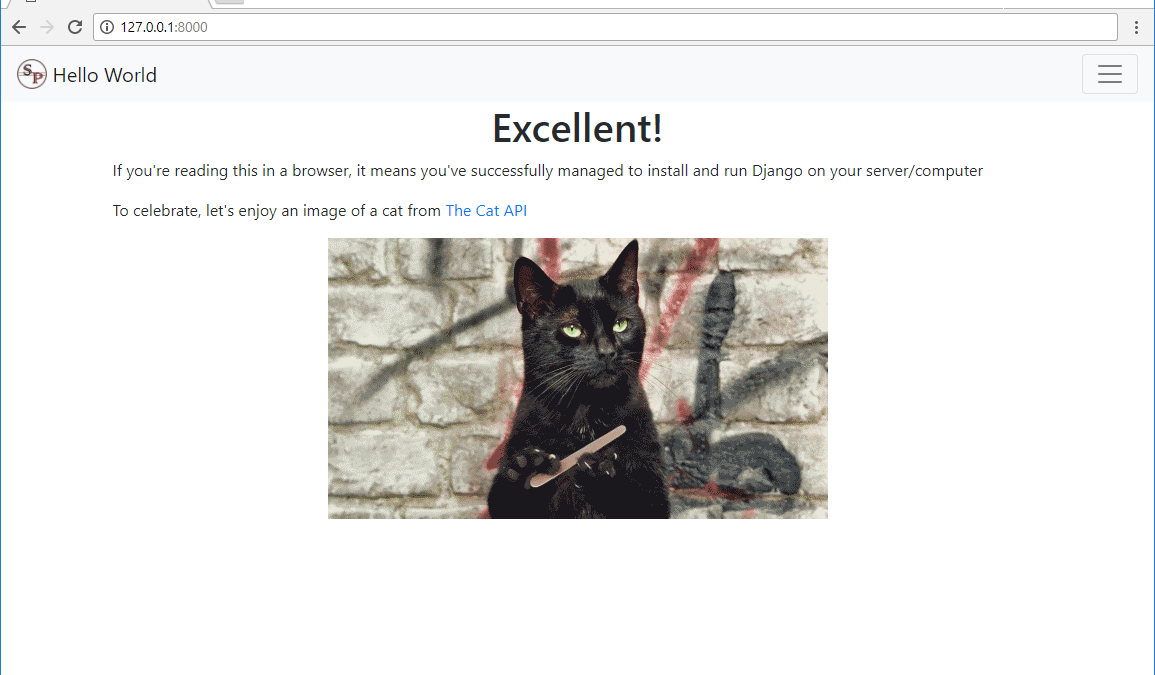 127.0.0.1:8000
SP Hello World
Excellent!
If you're reading this in a browser, it means you've successfully managed to install and run Django on your server/computer
To celebrate, let's enjoy an image of a cat from The Cat API